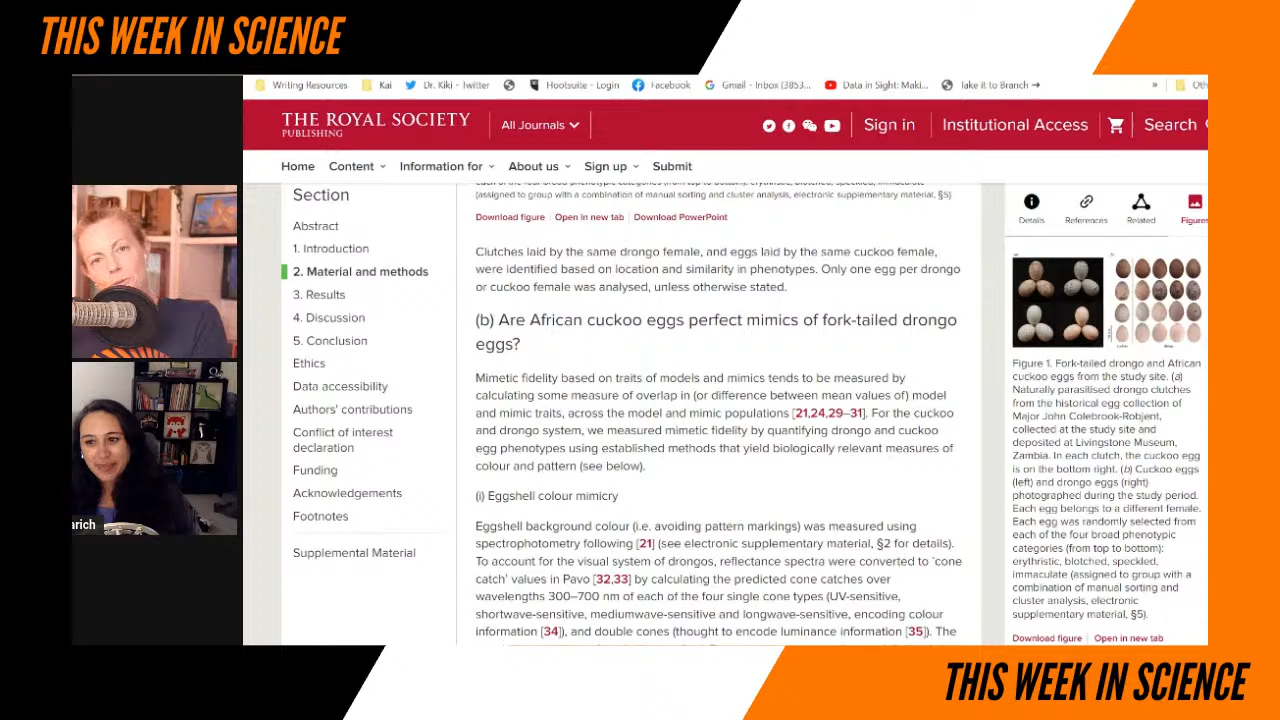 THIS WEEK IN SCIENCE
Writing Resources
Kai
Dr. Kiki - Twitter
Hootsuite - Login
Facebook
Gmail - Inbox (3853...
Data in Sight: Maki...
Take it to Branch →
»
THE ROYAL SOCIETY
PUBLISHING
All Journals
Sign in
Institutional Access
Search
Home
Content
Information for
About us
Sign up
Submit
Section
Abstract
1. Introduction
2. Material and methods
3. Results
4. Discussion
5. Conclusion
Ethics
Data accessibility
Authors' contributions
Conflict of interest
declaration
Funding
Acknowledgements
Footnotes
Supplemental Material
(assigned to group with a combination of manual sorting and cluster analysis, electronic supplementary material, §5).
Download figure
Open in new tab
Download PowerPoint
Clutches laid by the same drongo female, and eggs laid by the same cuckoo female,
were identified based on location and similarity in phenotypes. Only one egg per drongo
or cuckoo female was analysed, unless otherwise stated.
(b) Are African cuckoo eggs perfect mimics of fork-tailed drongo
eggs?
Mimetic fidelity based on traits of models and mimics tends to be measured by
calculating some measure of overlap in (or difference between mean values of) model
and mimic traits, across the model and mimic populations [21,24,29–31]. For the cuckoo
and drongo system, we measured mimetic fidelity by quantifying drongo and cuckoo
egg phenotypes using established methods that yield biologically relevant measures of
colour and pattern (see below).
(i) Eggshell colour mimicry
Eggshell background colour (i.e. avoiding pattern markings) was measured using
spectrophotometry following [21] (see electronic supplementary material, §2 for details).
To account for the visual system of drongos, reflectance spectra were converted to 'cone
catch' values in Pavo [32,33] by calculating the predicted cone catches over
wavelengths 300–700 nm of each of the four single cone types (UV-sensitive,
shortwave-sensitive, mediumwave-sensitive and longwave-sensitive, encoding colour
information [34]), and double cones (thought to encode luminance information [35]). The
Details
References
Related
Figures
Figure 1. Fork-tailed drongo and African
cuckoo eggs from the study site. (a)
Naturally parasitised drongo clutches
from the historical egg collection of
Major John Colebrook-Robjent,
collected at the study site and
deposited at Livingstone Museum,
Zambia. In each clutch, the cuckoo egg
is on the bottom right. (b) Cuckoo eggs
(left) and drongo eggs (right)
photographed during the study period.
Each egg belongs to a different female.
Each egg was randomly selected from
each of the four broad phenotypic
categories (from top to bottom):
erythristic, blotched, speckled,
immaculate (assigned to group with a
combination of manual sorting and
cluster analysis, electronic
supplementary material, §5).
Download figure
Open in new tab
arich
THIS WEEK IN SCIENCE